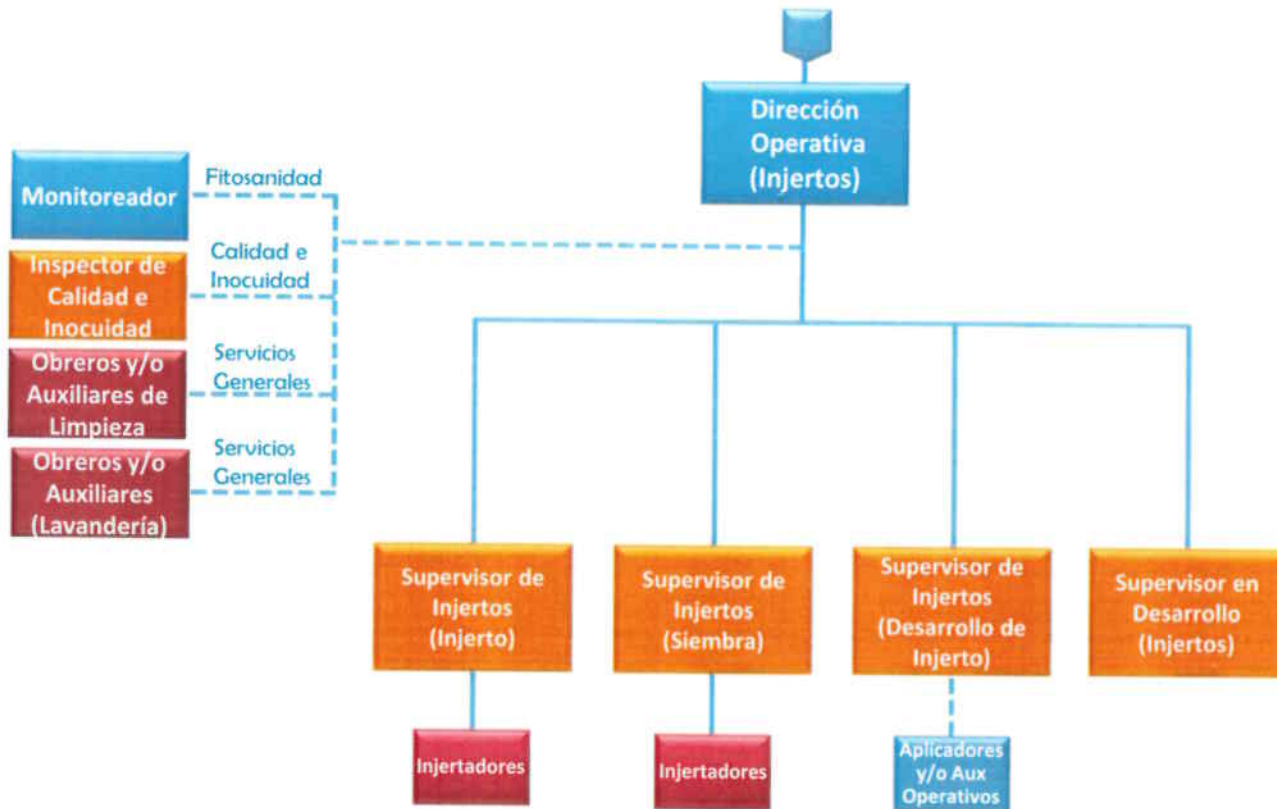 Dirección
Operativa
(Injertos)
Monitoreador
Fitosanidad
Inspector de
Calidad e
Inocuidad
Calidad e
Inocuidad
Obreros y/o
Auxiliares de
Limpieza
Servicios
Generales
Obreros y/o
Auxiliares
(Lavandería)
Servicios
Generales
Supervisor de
Injertos
(Injerto)
Supervisor de
Injertos
(Siembra)
Supervisor de
Injertos
(Desarrollo de
Injerto)
Supervisor en
Desarrollo
(Injertos)
Injertadores
Injertadores
Aplicadores
y/o Aux
Operativos